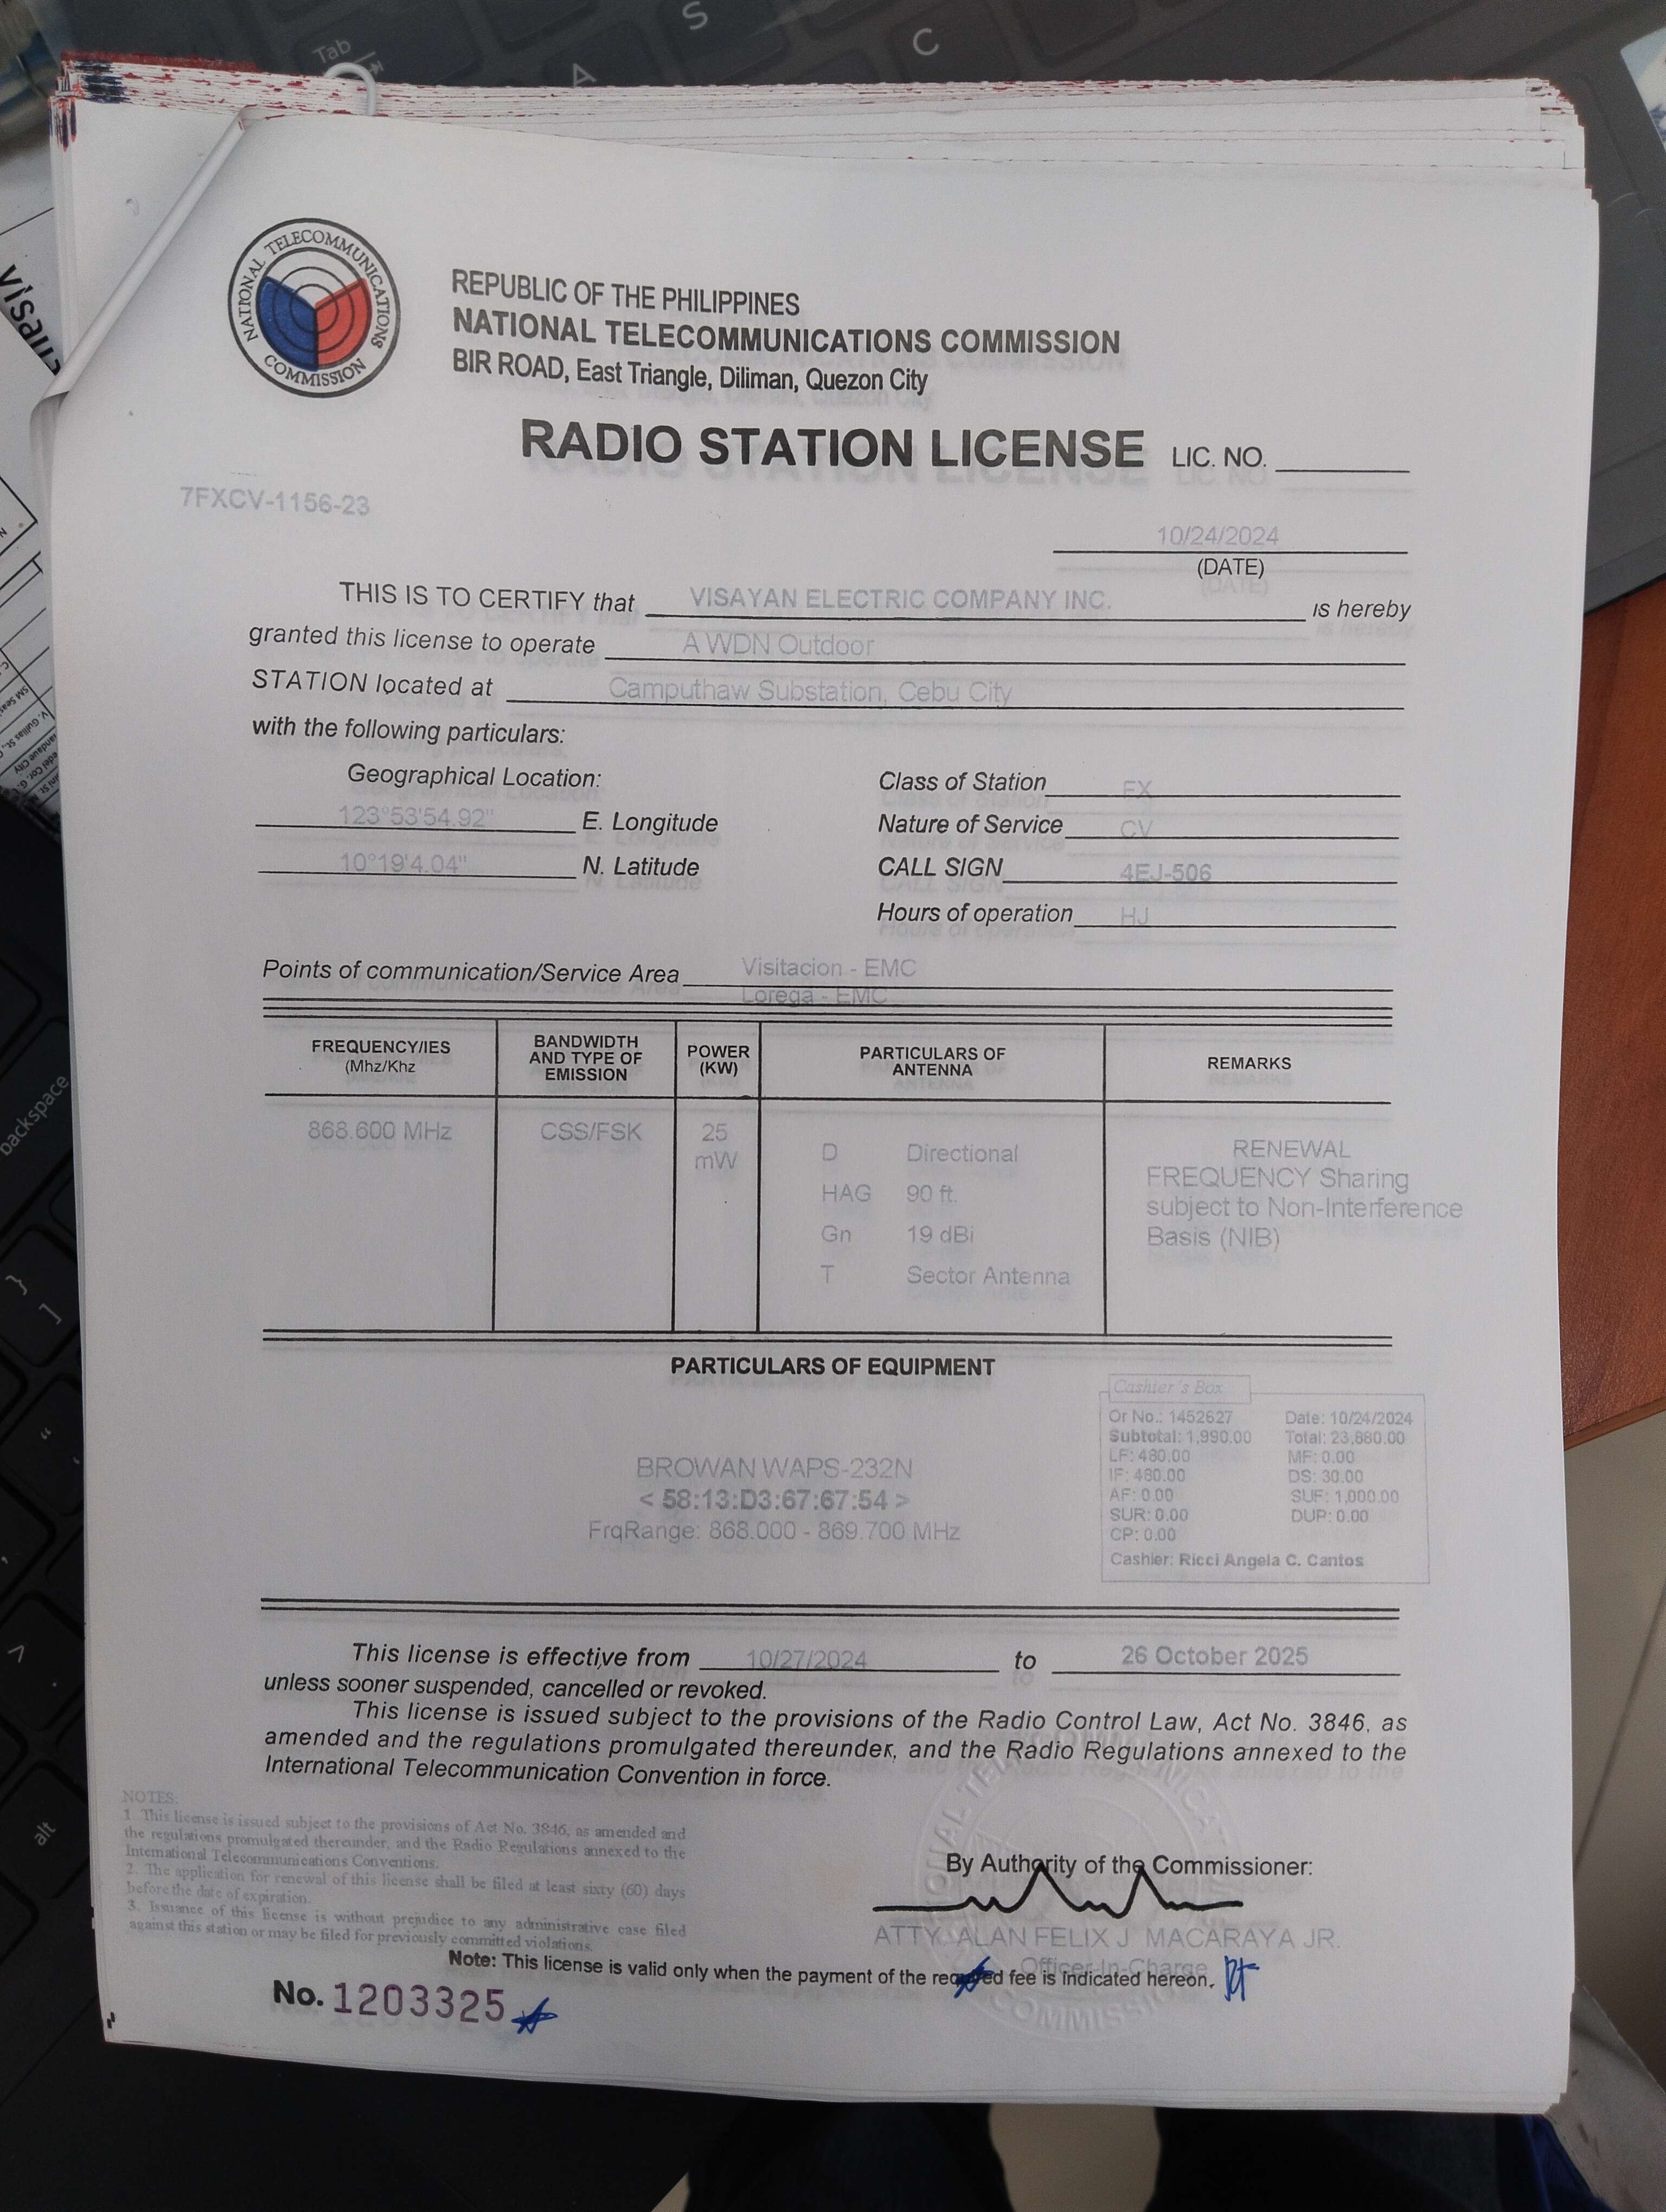 Tab
S
A
C
NATIONAL TELECOMMUNICATIONS COMMISSION
REPUBLIC OF THE PHILIPPINES
NATIONAL TELECOMMUNICATIONS COMMISSION
BIR ROAD, East Triangle, Diliman, Quezon City
RADIO STATION LICENSE LIC. NO.
7FXCV-1156-23
10/24/2024
(DATE)
THIS IS TO CERTIFY that VISAYAN ELECTRIC COMPANY INC. is hereby
granted this license to operate A WDN Outdoor
STATION located at Camputhaw Substation, Cebu City
with the following particulars:
Geographical Location:
123°53'54.92" E. Longitude
10°19'4.04" N. Latitude
Class of Station FX
Nature of Service CV
CALL SIGN 4EJ-506
Hours of operation HJ
Points of communication/Service Area Visitacion - EMC
Lorega - EMC
FREQUENCY/IES
(Mhz/Khz
BANDWIDTH
AND TYPE OF
EMISSION
POWER
(KW)
PARTICULARS OF
ANTENNA
REMARKS
868.600 MHz
CSS/FSK
25
mW
D Directional
HAG 90 ft.
Gn 19 dBi
T Sector Antenna
RENEWAL
FREQUENCY Sharing
subject to Non-Interference
Basis (NIB)
PARTICULARS OF EQUIPMENT
BROWAN WAPS-232N
< 58:13:D3:67:67:54 >
FrqRange: 868.000 - 869.700 MHz
Cashier's Box
Or No.: 1452627 Date: 10/24/2024
Subtotal: 1,990.00 Total: 23,880.00
LF: 480.00 MF: 0.00
IF: 480.00 DS: 30.00
AF: 0.00 SUF: 1,000.00
SUR: 0.00 DUP: 0.00
CP: 0.00
Cashier: Ricci Angela C. Cantos
This license is effective from 10/27/2024 to 26 October 2025
unless sooner suspended, cancelled or revoked.
This license is issued subject to the provisions of the Radio Control Law, Act No. 3846, as
amended and the regulations promulgated thereunder, and the Radio Regulations annexed to the
International Telecommunication Convention in force.
NOTES:
1. This license is issued subject to the provisions of Act No. 3846, as amended and
the regulations promulgated thereunder, and the Radio Regulations annexed to the
International Telecommunications Conventions.
2. The application for renewal of this license shall be filed at least sixty (60) days
before the date of expiration.
3. Issuance of this license is without prejudice to any administrative case filed
against this station or may be filed for previously committed violations.
By Authority of the Commissioner:
ATTY. ALAN FELIX J. MACARAYA JR.
Officer-In-Charge
Note: This license is valid only when the payment of the required fee is indicated hereon.
No. 1203325
backspace
}
]
alt